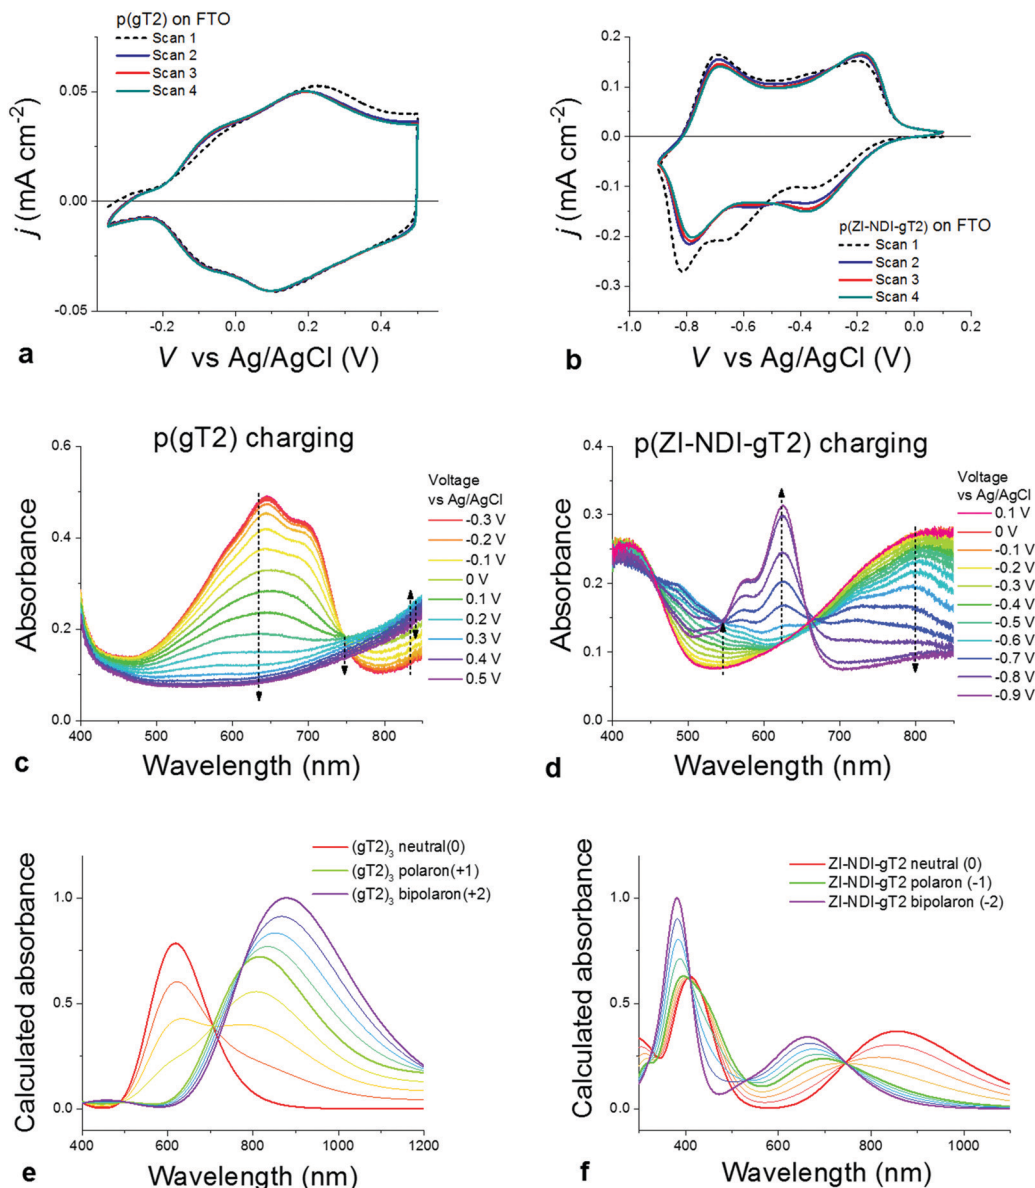 p(gT2) on FTO
Scan 1
Scan 2
Scan 3
Scan 4
0.05
0.00
-0.05
j (mA cm-2)
-0.2 0.0 0.2 0.4
V vs Ag/AgCl (V)
a
0.2
0.1
0.0
-0.1
-0.2
-0.3
j (mA cm-2)
p(ZI-NDI-gT2) on FTO
Scan 1
Scan 2
Scan 3
Scan 4
-1.0 -0.8 -0.6 -0.4 -0.2 0.0 0.2
V vs Ag/AgCl (V)
b
p(gT2) charging
0.6
0.4
0.2
0.0
Absorbance
400 500 600 700 800
Wavelength (nm)
Voltage
vs Ag/AgCl
-0.3 V
-0.2 V
-0.1 V
0 V
0.1 V
0.2 V
0.3 V
0.4 V
0.5 V
c
p(ZI-NDI-gT2) charging
0.4
0.3
0.2
0.1
0.0
Absorbance
400 500 600 700 800
Wavelength (nm)
Voltage
vs Ag/AgCl
0.1 V
0 V
-0.1 V
-0.2 V
-0.3 V
-0.4 V
-0.5 V
-0.6 V
-0.7 V
-0.8 V
-0.9 V
d
(gT2)3 neutral(0)
(gT2)3 polaron(+1)
(gT2)3 bipolaron(+2)
1.0
0.5
0.0
Calculated absorbance
400 500 600 700 800 900 1000 1100 1200
Wavelength (nm)
e
ZI-NDI-gT2 neutral (0)
ZI-NDI-gT2 polaron (-1)
ZI-NDI-gT2 bipolaron (-2)
1.0
0.5
0.0
Calculated absorbance
400 600 800 1000
Wavelength (nm)
f